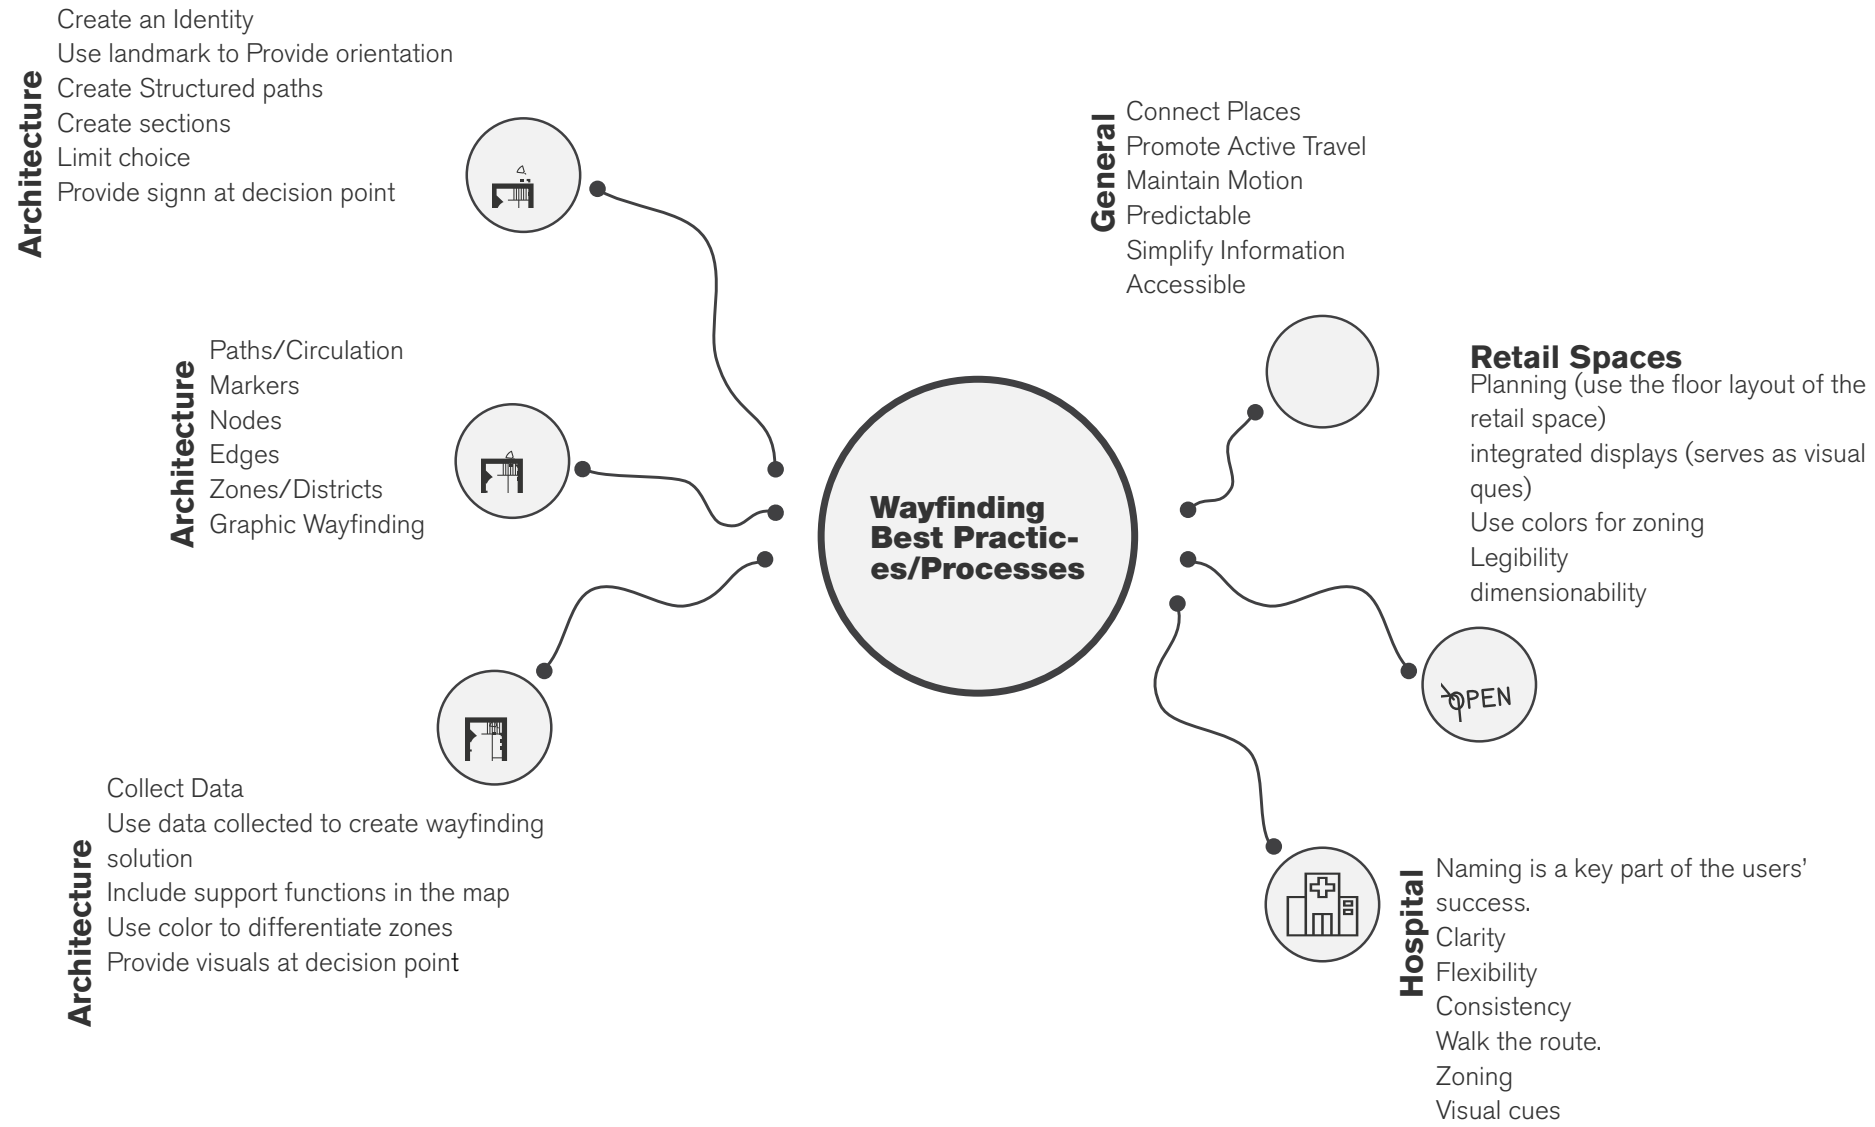 Architecture
Create an Identity
Use landmark to Provide orientation
Create Structured paths
Create sections
Limit choice
Provide signn at decision point
Architecture
Paths/Circulation
Markers
Nodes
Edges
Zones/Districts
Graphic Wayfinding
Architecture
Collect Data
Use data collected to create wayfinding
solution
Include support functions in the map
Use color to differentiate zones
Provide visuals at decision point
Wayfinding
Best Practic-
es/Processes
General
Connect Places
Promote Active Travel
Maintain Motion
Predictable
Simplify Information
Accessible
Retail Spaces
Planning (use the floor layout of the
retail space)
integrated displays (serves as visual
ques)
Use colors for zoning
Legibility
dimensionability
OPEN
Hospital
Naming is a key part of the users’
success.
Clarity
Flexibility
Consistency
Walk the route.
Zoning
Visual cues